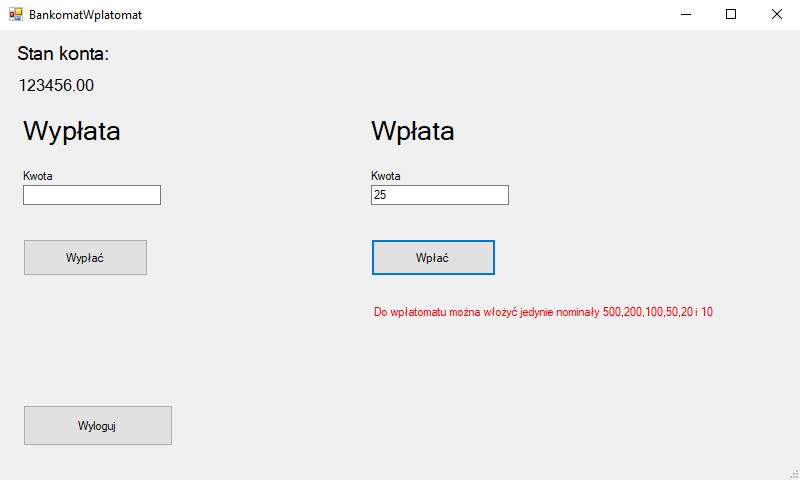 BankomatWplatomat
Stan konta:
123456.00
Wypłata
Wpłata
Kwota
Kwota
25
Wypłać
Wpłać
Do wpłatomatu można włożyć jedynie nominały 500,200,100,50,20 i 10
Wyloguj